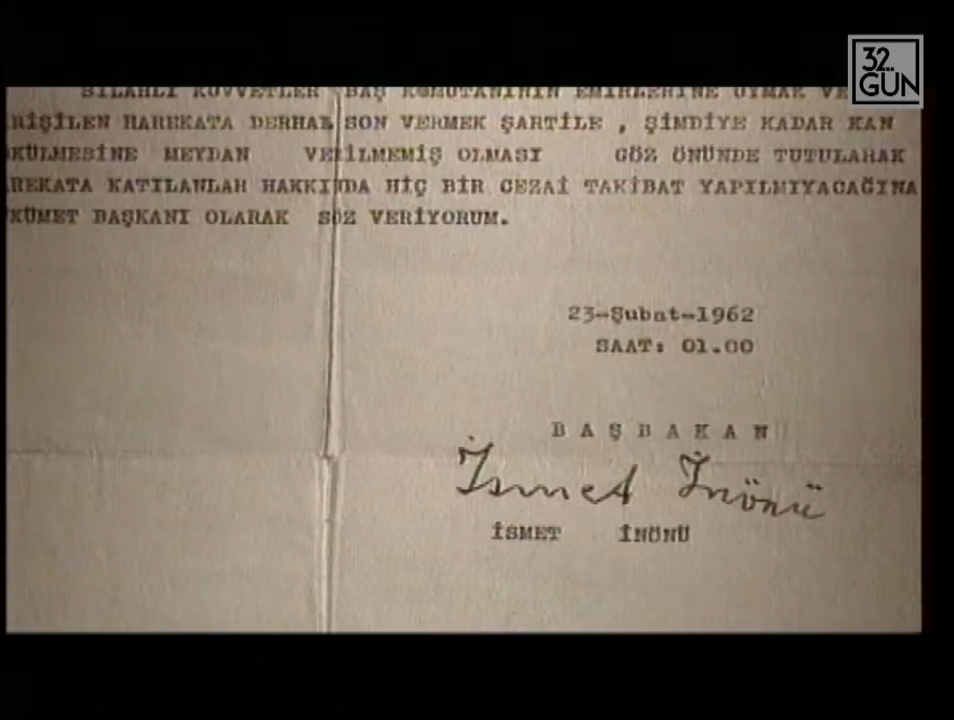 32.
GÜN
SİLAHLI KUVVETLER BAŞ KOMUTANININ EMİRLERİNE UYMAK VE
RİŞİLEN HAREKATA DERHAL SON VERMEK ŞARTİLE , ŞİMDİYE KADAR KAN
KÜLMESİNE MEYDAN VERİLMEMİŞ OLMASI GÖZ ÖNÜNDE TUTULARAK
REKATA KATILANLAR HAKKINDA HİÇ BİR CEZAİ TAKİBAT YAPILMIYACAĞINA
KÜMET BAŞKANI OLARAK SÖZ VERİYORUM.
23-Şubat-1962
SAAT: 01.00
BAŞBAKAN
İsmet İnönü
İSMET İNÖNÜ